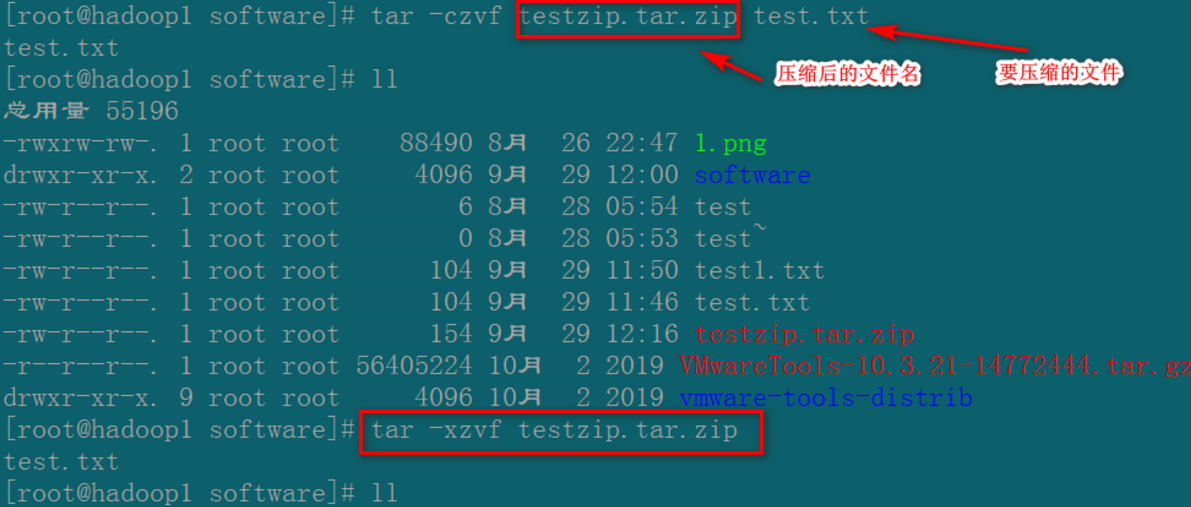 [root@hadoop1 software]# tar -czvf testzip.tar.zip test.txt
test.txt
压缩后的文件名
要压缩的文件
[root@hadoop1 software]# ll
总用量 55196
-rwxrw-rw-. 1 root root 88490 8月 26 22:47 1.png
drwxr-xr-x. 2 root root 4096 9月 29 12:00 software
-rw-r--r--. 1 root root 6 8月 28 05:54 test
-rw-r--r--. 1 root root 0 8月 28 05:53 test~
-rw-r--r--. 1 root root 104 9月 29 11:50 test1.txt
-rw-r--r--. 1 root root 104 9月 29 11:46 test.txt
-rw-r--r--. 1 root root 154 9月 29 12:16 testzip.tar.zip
-r--r--r--. 1 root root 56405224 10月 2 2019 VMwareTools-10.3.21-14772444.tar.gz
drwxr-xr-x. 9 root root 4096 10月 2 2019 vmware-tools-distrib
[root@hadoop1 software]# tar -xzvf testzip.tar.zip
test.txt
[root@hadoop1 software]# ll